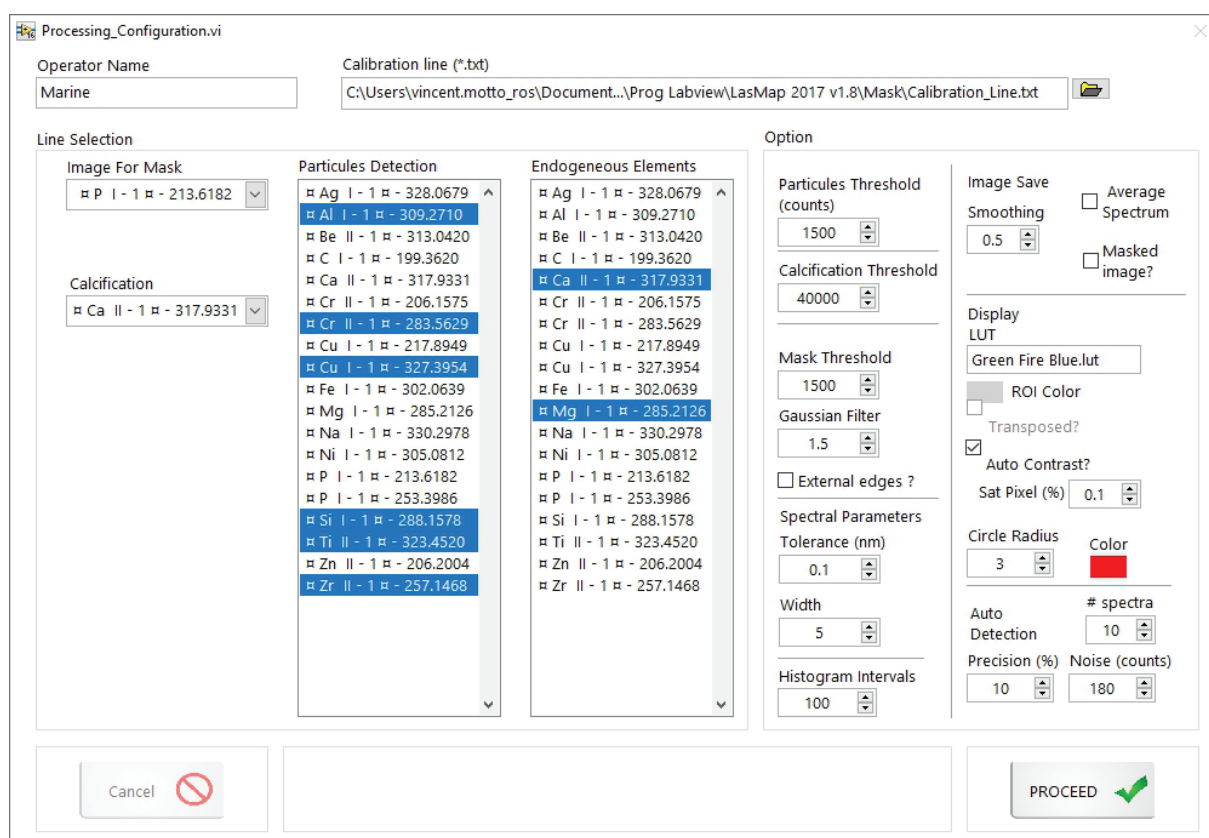 Processing_Configuration.vi
Operator Name
Marine
Calibration line (*.txt)
C:\Users\vincent.motto_ros\Document...\Prog Labview\LasMap 2017 v1.8\Mask\Calibration_Line.txt
Line Selection
Image For Mask
¤ P I - 1 ¤ - 213.6182
Calcification
¤ Ca II - 1 ¤ - 317.9331
Particules Detection
¤ Ag I - 1 ¤ - 328.0679
¤ Al I - 1 ¤ - 309.2710
¤ Be II - 1 ¤ - 313.0420
¤ C I - 1 ¤ - 199.3620
¤ Ca II - 1 ¤ - 317.9331
¤ Cr II - 1 ¤ - 206.1575
¤ Cr II - 1 ¤ - 283.5629
¤ Cu I - 1 ¤ - 217.8949
¤ Cu I - 1 ¤ - 327.3954
¤ Fe I - 1 ¤ - 302.0639
¤ Mg I - 1 ¤ - 285.2126
¤ Na I - 1 ¤ - 330.2978
¤ Ni I - 1 ¤ - 305.0812
¤ P I - 1 ¤ - 213.6182
¤ P I - 1 ¤ - 253.3986
¤ Si I - 1 ¤ - 288.1578
¤ Ti II - 1 ¤ - 323.4520
¤ Zn II - 1 ¤ - 206.2004
¤ Zr II - 1 ¤ - 257.1468
Endogeneous Elements
¤ Ag I - 1 ¤ - 328.0679
¤ Al I - 1 ¤ - 309.2710
¤ Be II - 1 ¤ - 313.0420
¤ C I - 1 ¤ - 199.3620
¤ Ca II - 1 ¤ - 317.9331
¤ Cr II - 1 ¤ - 206.1575
¤ Cr II - 1 ¤ - 283.5629
¤ Cu I - 1 ¤ - 217.8949
¤ Cu I - 1 ¤ - 327.3954
¤ Fe I - 1 ¤ - 302.0639
¤ Mg I - 1 ¤ - 285.2126
¤ Na I - 1 ¤ - 330.2978
¤ Ni I - 1 ¤ - 305.0812
¤ P I - 1 ¤ - 213.6182
¤ P I - 1 ¤ - 253.3986
¤ Si I - 1 ¤ - 288.1578
¤ Ti II - 1 ¤ - 323.4520
¤ Zn II - 1 ¤ - 206.2004
¤ Zr II - 1 ¤ - 257.1468
Option
Particules Threshold
(counts)
1500
Calcification Threshold
40000
Mask Threshold
1500
Gaussian Filter
1.5
External edges ?
Spectral Parameters
Tolerance (nm)
0.1
Width
5
Histogram Intervals
100
Image Save
Smoothing
0.5
Average
Spectrum
Masked
image?
Display
LUT
Green Fire Blue.lut
ROI Color
Transposed?
Auto Contrast?
Sat Pixel (%)
0.1
Circle Radius
3
Color
Auto
Detection
# spectra
10
Precision (%)
10
Noise (counts)
180
Cancel
PROCEED